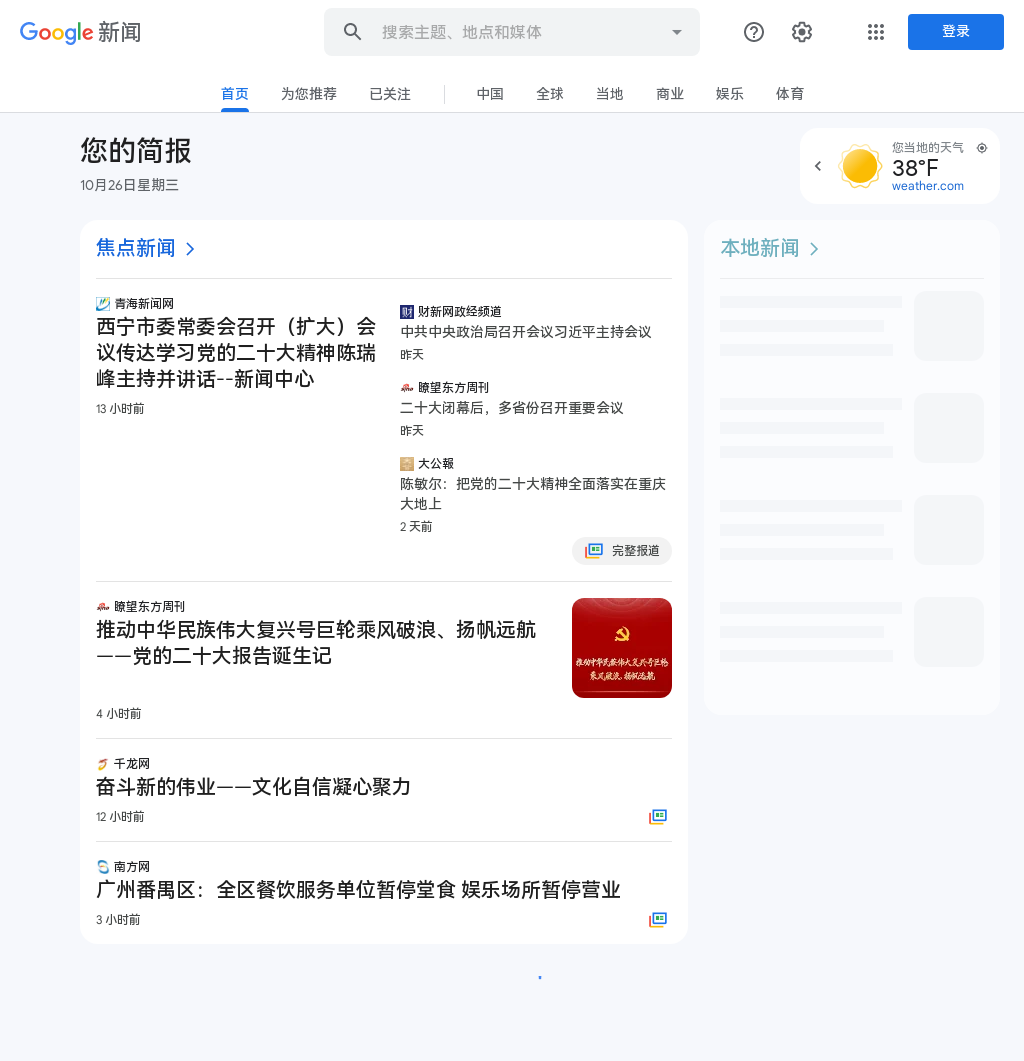 Google 新闻
搜索主题、地点和媒体
登录
首页
为您推荐
已关注
中国
全球
当地
商业
娱乐
体育
您的简报
10月26日星期三
您当地的天气
38°F
weather.com
焦点新闻
青海新闻网
西宁市委常委会召开（扩大）会
议传达学习党的二十大精神陈瑞
峰主持并讲话--新闻中心
13 小时前
财
财新网政经频道
中共中央政治局召开会议习近平主持会议
昨天
瞭望东方周刊
二十大闭幕后，多省份召开重要会议
昨天
大公報
陈敏尔：把党的二十大精神全面落实在重庆
大地上
2 天前
完整报道
瞭望东方周刊
推动中华民族伟大复兴号巨轮乘风破浪、扬帆远航
——党的二十大报告诞生记
推动中华民族伟大复兴号巨轮
乘风破浪、扬帆远航
4 小时前
千龙网
奋斗新的伟业——文化自信凝心聚力
12 小时前
南方网
广州番禺区：全区餐饮服务单位暂停堂食 娱乐场所暂停营业
3 小时前
本地新闻